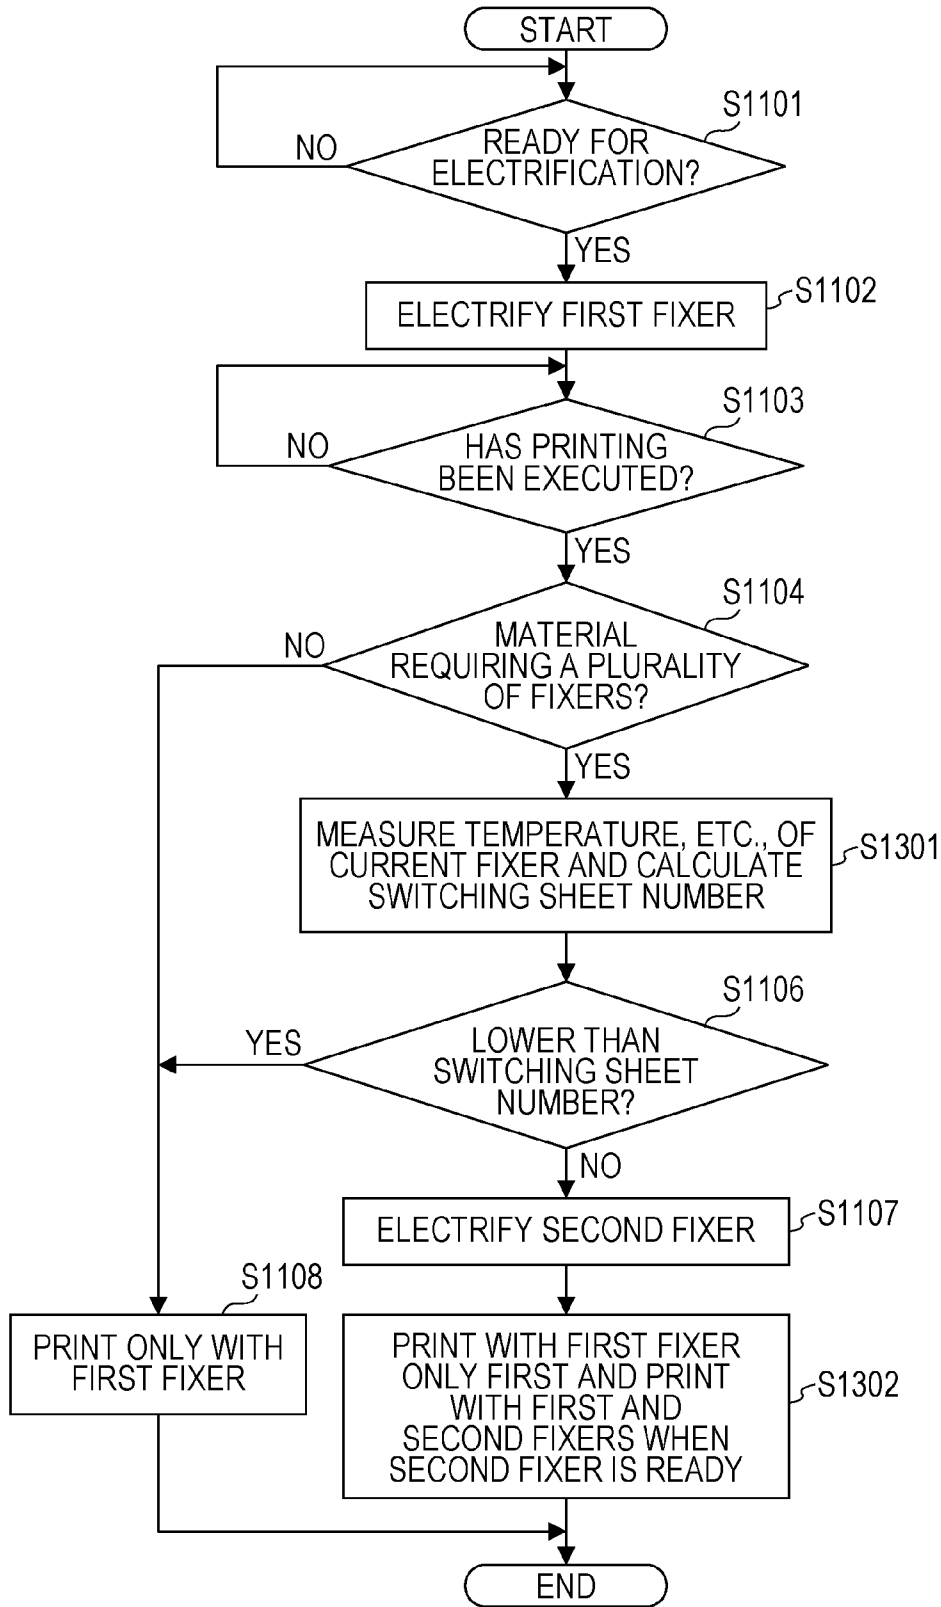 START
S1101
READY FOR
ELECTRIFICATION?
NO
YES
S1102
ELECTRIFY FIRST FIXER
S1103
HAS PRINTING
BEEN EXECUTED?
NO
YES
S1104
MATERIAL
REQUIRING A PLURALITY
OF FIXERS?
NO
YES
MEASURE TEMPERATURE, ETC., OF
CURRENT FIXER AND CALCULATE
SWITCHING SHEET NUMBER
S1301
S1106
LOWER THAN
SWITCHING SHEET
NUMBER?
YES
NO
ELECTRIFY SECOND FIXER
S1107
S1108
PRINT ONLY WITH
FIRST FIXER
PRINT WITH FIRST FIXER
ONLY FIRST AND PRINT
WITH FIRST AND
SECOND FIXERS WHEN
SECOND FIXER IS READY
S1302
END